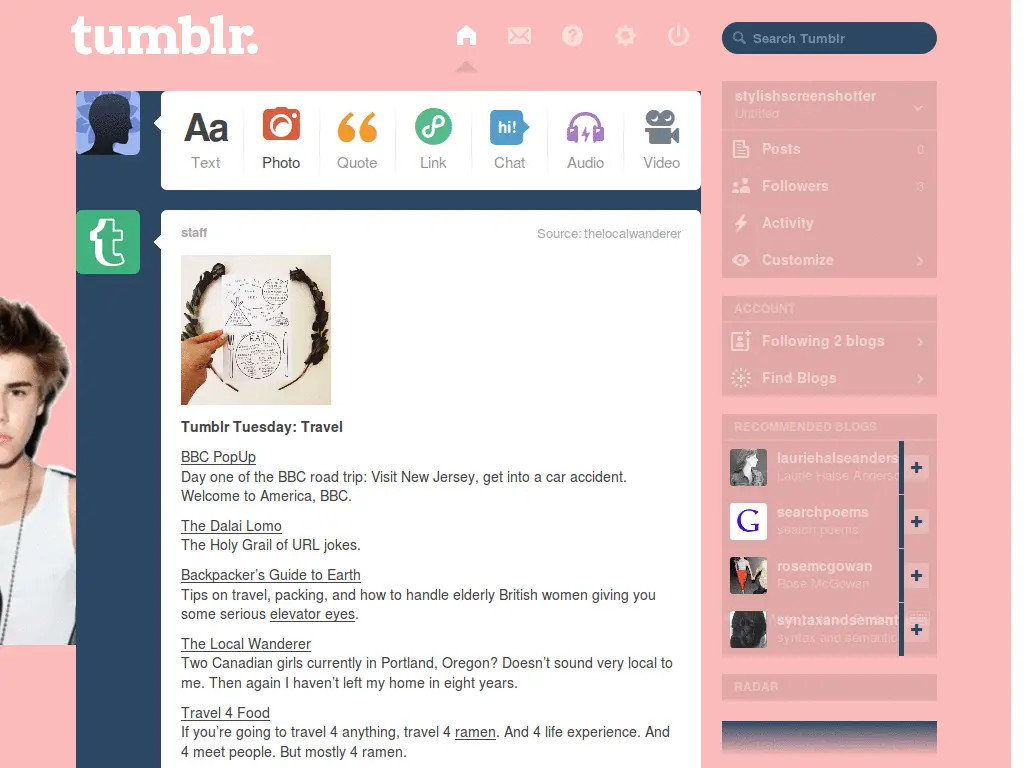 tumblr.
Search Tumblr
Aa
hi!
Text
Photo
Quote
Link
Chat
Audio
Video
staff
Source: thelocalwanderer
EAT
Tumblr Tuesday: Travel
BBC PopUp
Day one of the BBC road trip: Visit New Jersey, get into a car accident.
Welcome to America, BBC.
The Dalai Lomo
The Holy Grail of URL jokes.
Backpacker’s Guide to Earth
Tips on travel, packing, and how to handle elderly British women giving you
some serious elevator eyes.
The Local Wanderer
Two Canadian girls currently in Portland, Oregon? Doesn’t sound very local to
me. Then again I haven’t left my home in eight years.
Travel 4 Food
If you’re going to travel 4 anything, travel 4 ramen. And 4 life experience. And
4 meet people. But mostly 4 ramen.
stylishscreenshotter
Untitled
Posts 0
Followers 3
Activity
Customize
ACCOUNT
Following 2 blogs
Find Blogs
RECOMMENDED BLOGS
lauriehalseanders
Laurie Halse Anderso
G
searchpoems
search poems
rosemcgowan
Rose McGowan
syntaxandsemant
syntax and semantic
RADAR